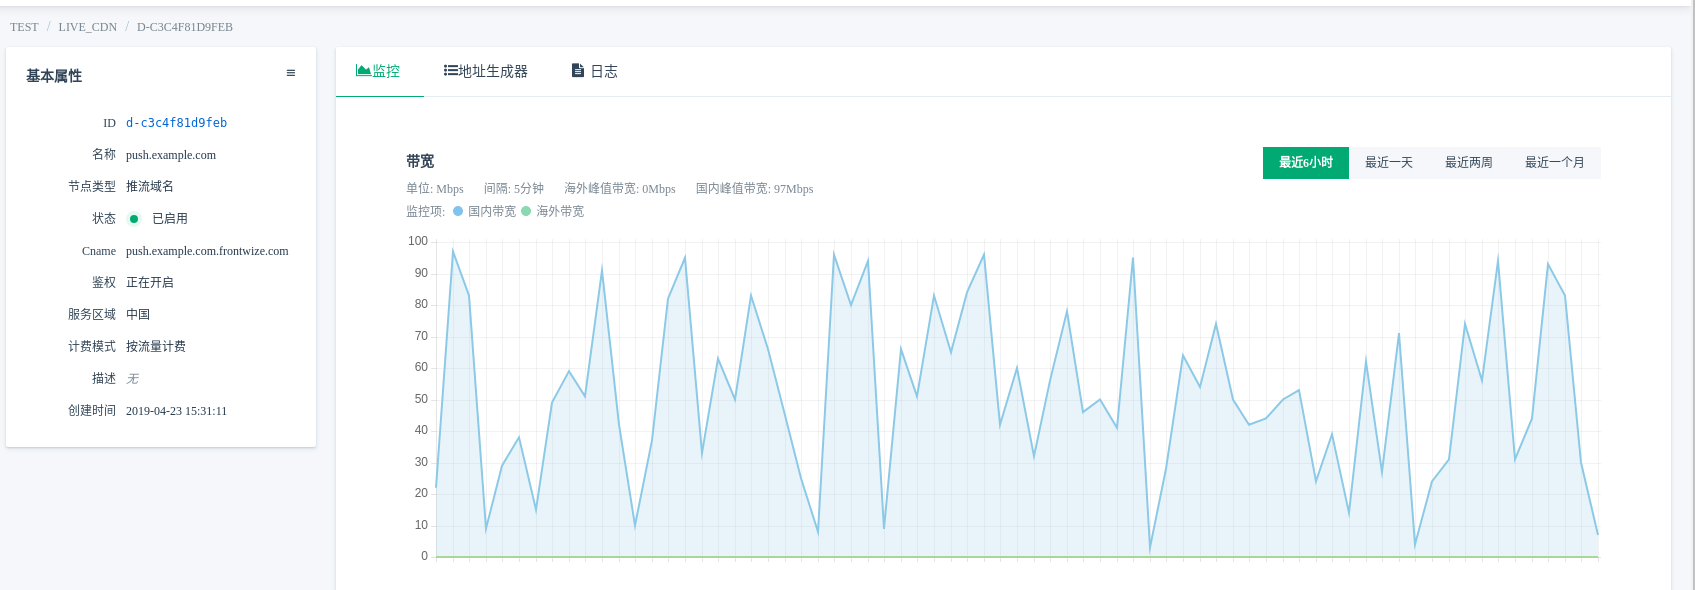 TEST / LIVE_CDN / D-C3C4F81D9FEB
基本属性
ID d-c3c4f81d9feb
名称 push.example.com
节点类型 推流域名
状态 已启用
Cname push.example.com.frontwize.com
鉴权 正在开启
服务区域 中国
计费模式 按流量计费
描述 无
创建时间 2019-04-23 15:31:11
监控 地址生成器 日志
带宽
最近6小时 最近一天 最近两周 最近一个月
单位: Mbps 间隔: 5分钟 海外峰值带宽: 0Mbps 国内峰值带宽: 97Mbps
监控项: 国内带宽 海外带宽
100
90
80
70
60
50
40
30
20
10
0